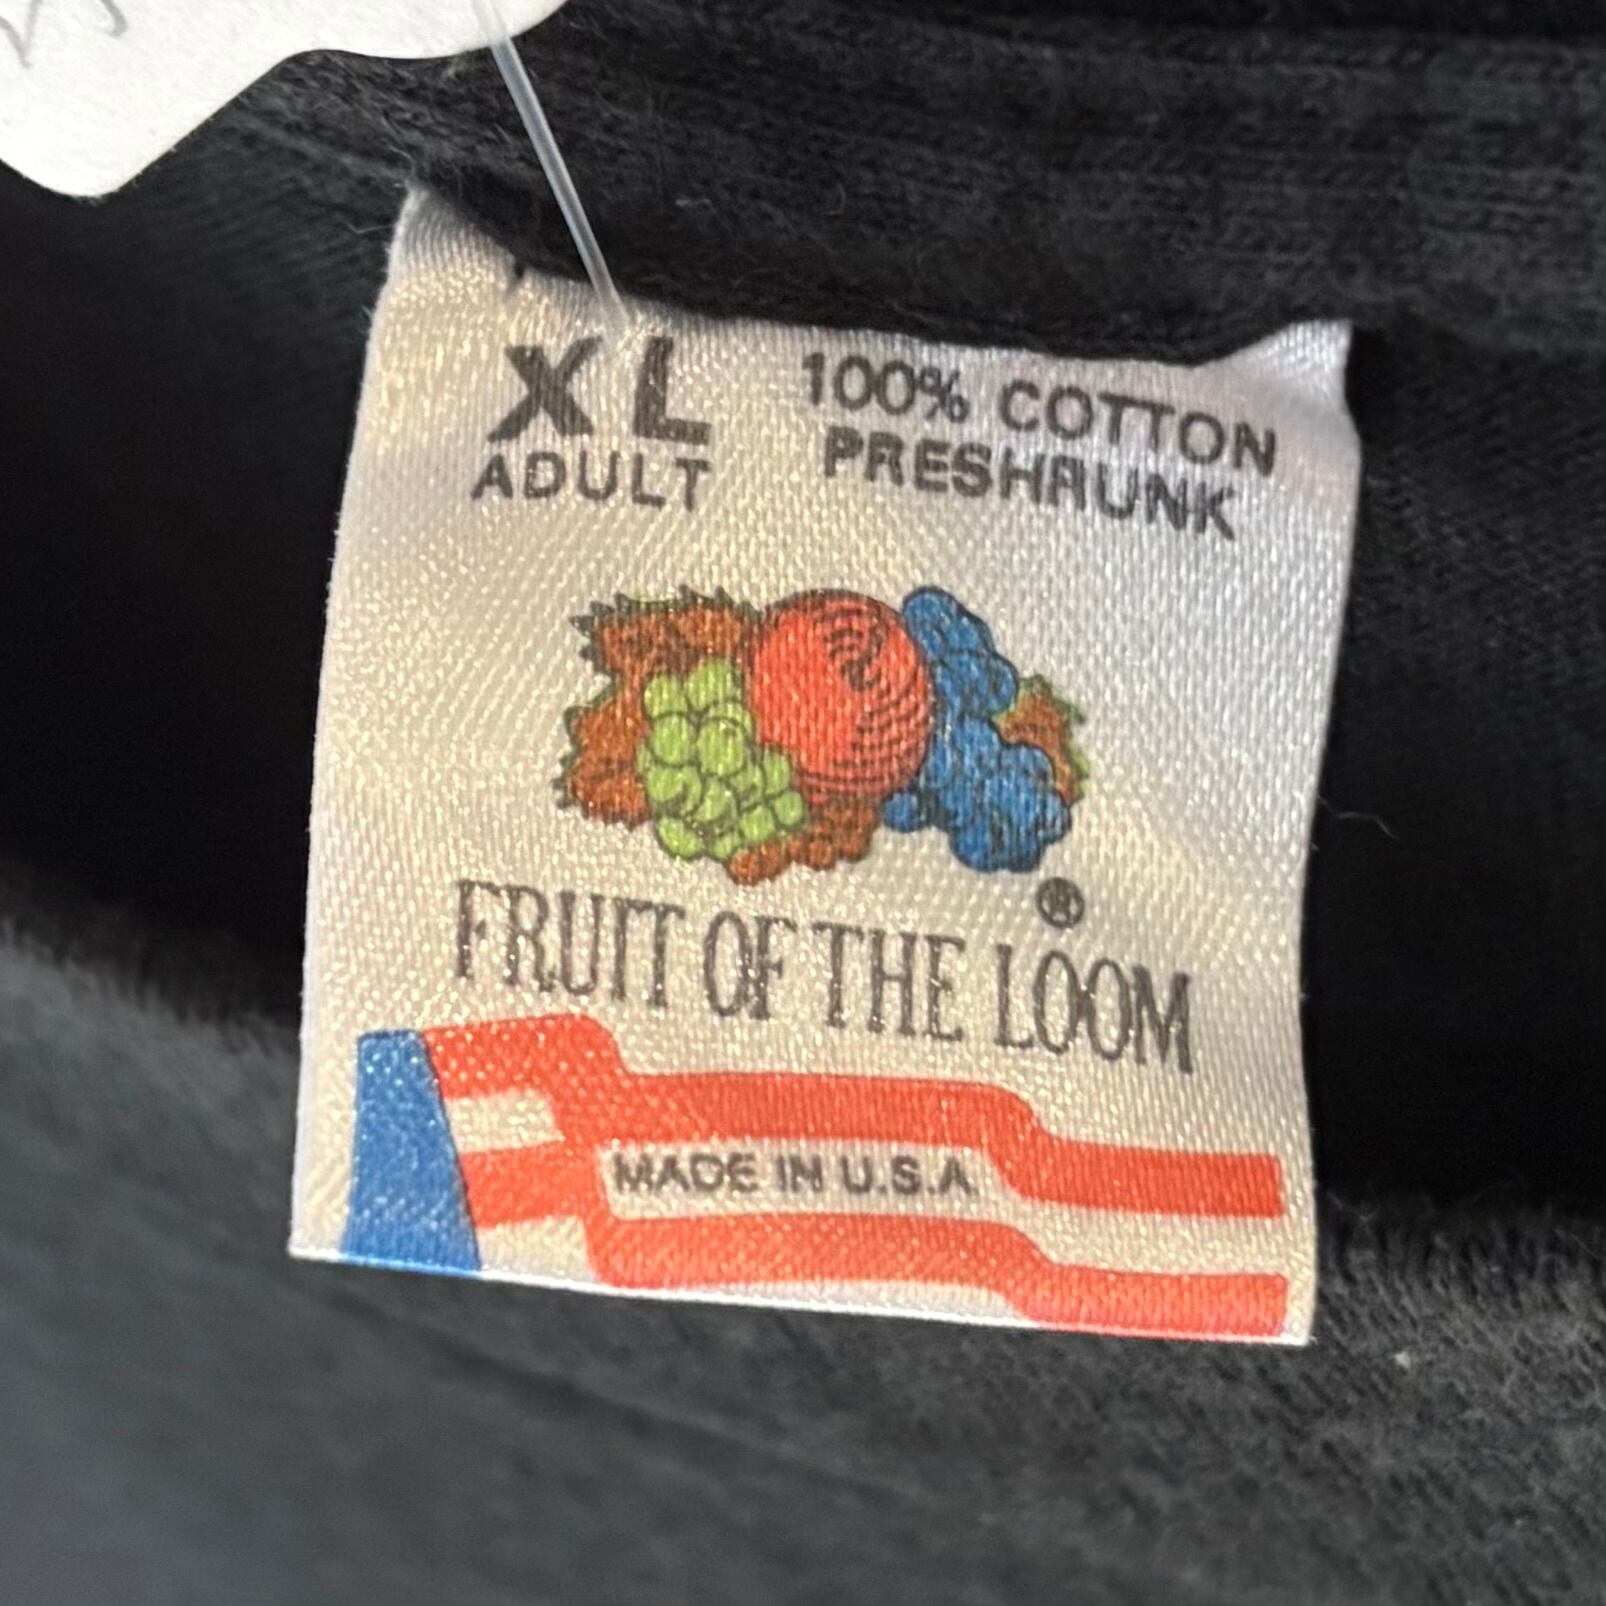 XL
ADULT
100% COTTON
PRESHRUNK
FRUIT OF THE LOOM®
MADE IN U.S.A.